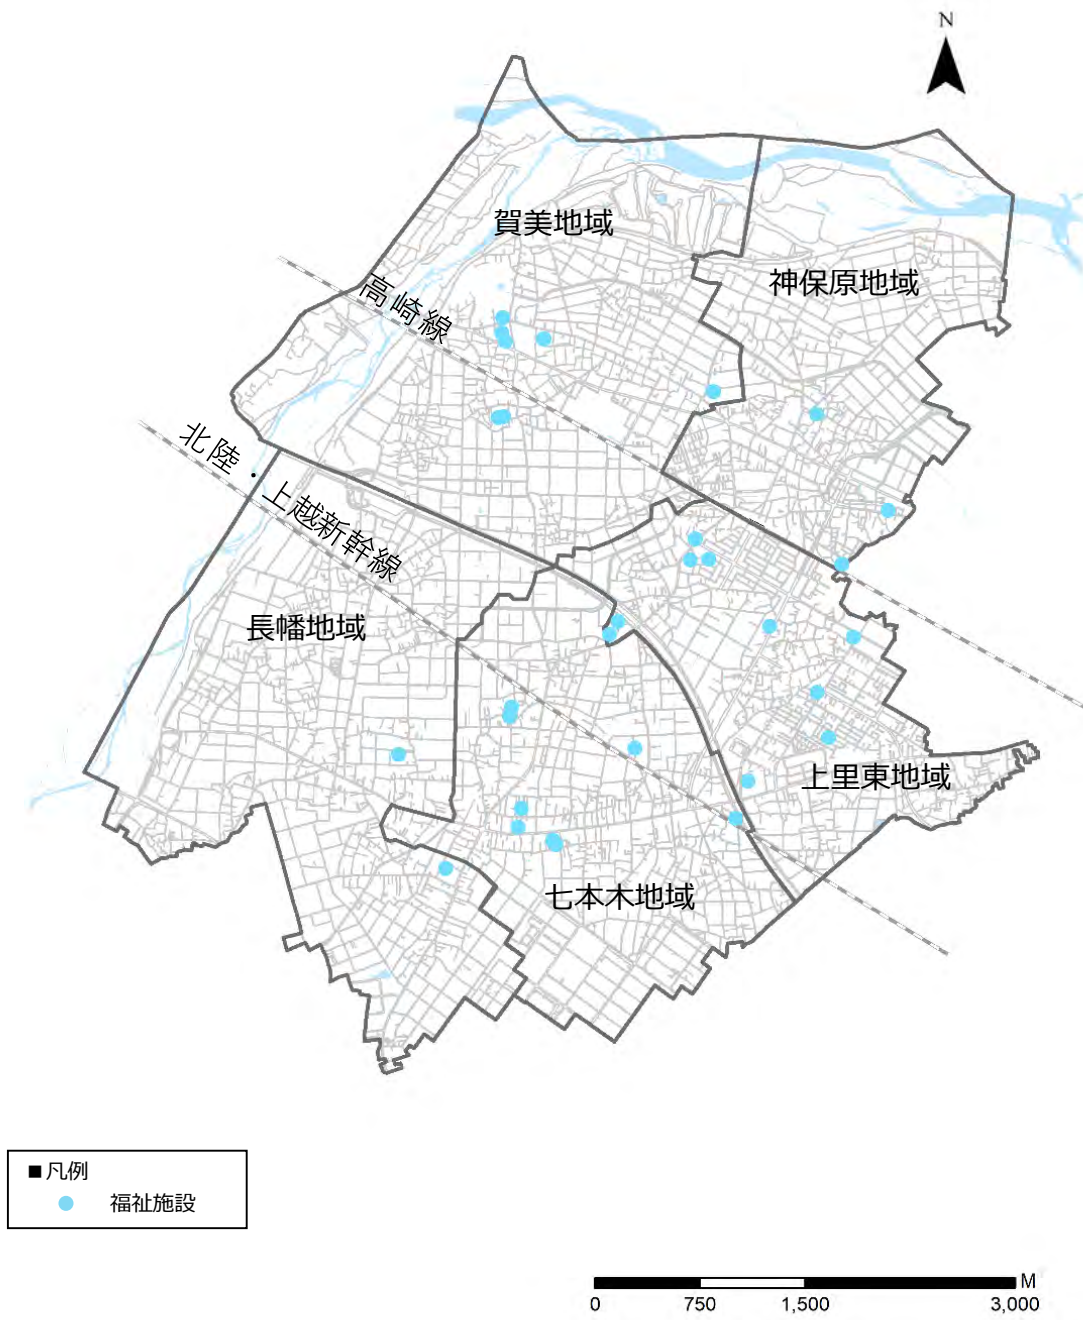 N
賀美地域
神保原地域
高崎線
北陸・上越新幹線
長幡地域
上里東地域
七本木地域
■凡例
福祉施設
M
0 750 1,500 3,000